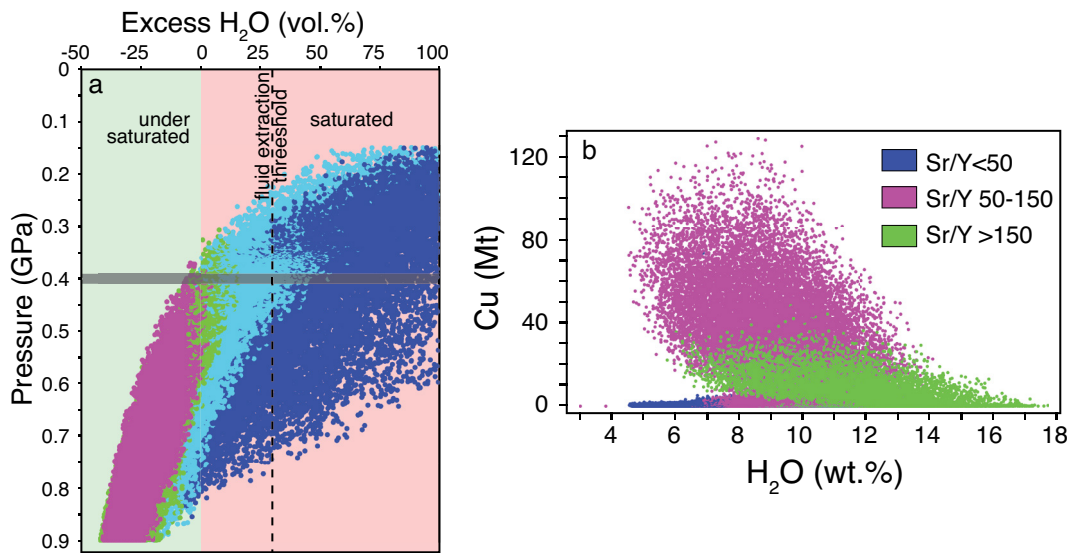 Excess H₂O (vol.%)
-50 -25 0 25 50 75 100
a
under
saturated
fluid extraction
threeshold
saturated
0
0.1
0.2
0.3
0.4
0.5
0.6
0.7
0.8
0.9
Pressure (GPa)
b
Sr/Y<50
Sr/Y 50-150
Sr/Y >150
120
80
40
0
Cu (Mt)
4 6 8 10 12 14 16 18
H₂O (wt.%)